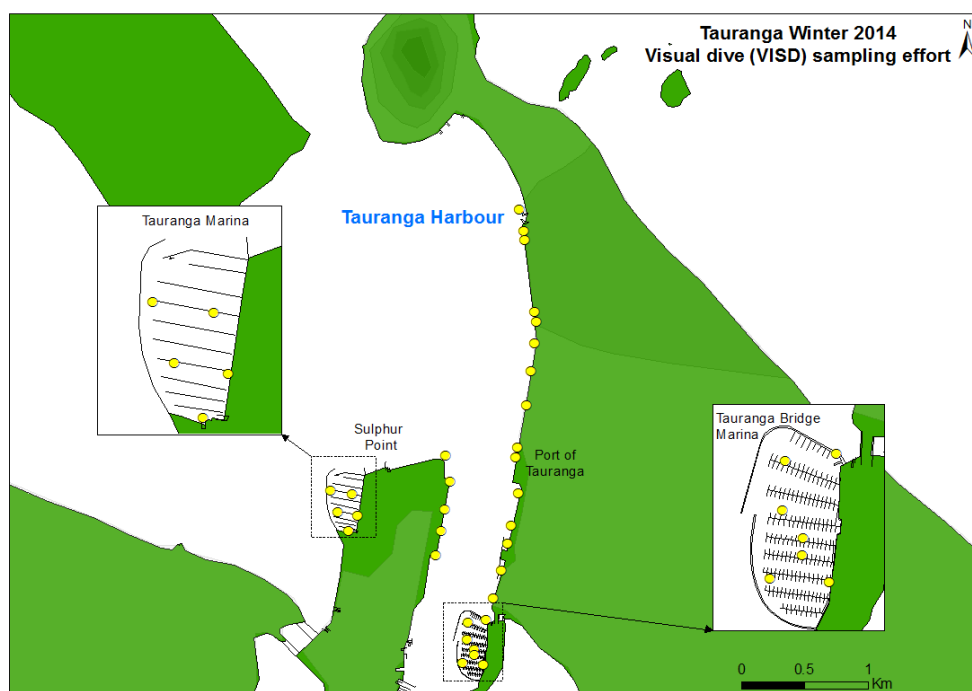 Tauranga Winter 2014
Visual dive (VISD) sampling effort
N
Tauranga Marina
Tauranga Harbour
Sulphur
Point
Port of
Tauranga
Tauranga Bridge
Marina
0 0.5 1
Km